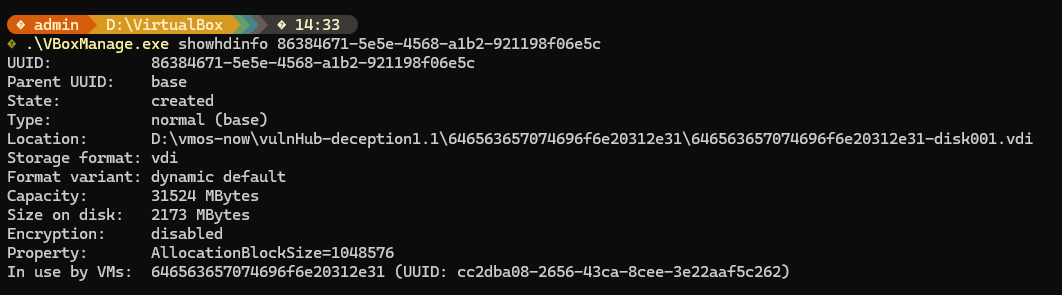 � admin D:\VirtualBox � 14:33
� .\VBoxManage.exe showhdinfo 86384671-5e5e-4568-a1b2-921198f06e5c
UUID: 86384671-5e5e-4568-a1b2-921198f06e5c
Parent UUID: base
State: created
Type: normal (base)
Location: D:\vmos-now\vulnHub-deception1.1\646563657074696f6e20312e31\646563657074696f6e20312e31-disk001.vdi
Storage format: vdi
Format variant: dynamic default
Capacity: 31524 MBytes
Size on disk: 2173 MBytes
Encryption: disabled
Property: AllocationBlockSize=1048576
In use by VMs: 646563657074696f6e20312e31 (UUID: cc2dba08-2656-43ca-8cee-3e22aaf5c262)